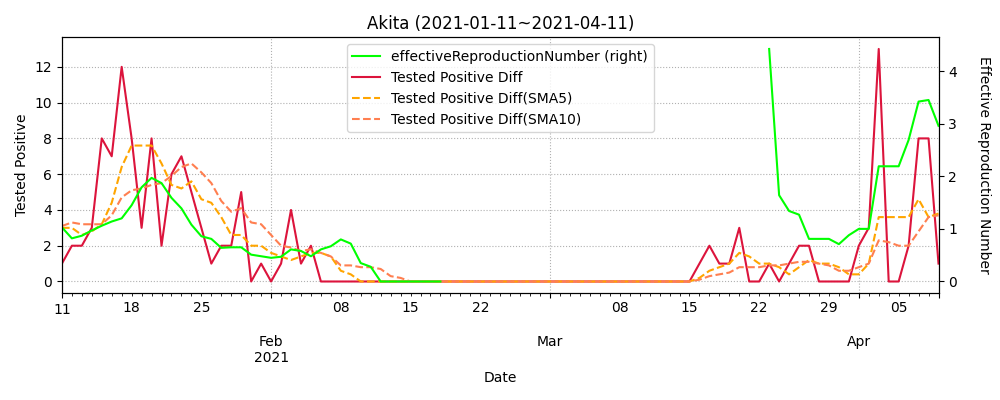 Akita (2021-01-11~2021-04-11)
effectiveReproductionNumber (right)
Tested Positive Diff
Tested Positive Diff(SMA5)
Tested Positive Diff(SMA10)
Tested Positive
12
10
8
6
4
2
0
4
3
2
1
0
Effective Reproduction Number
11 18 25 08 15 22 08 15 22 29 05
Feb Mar Apr
2021
Date